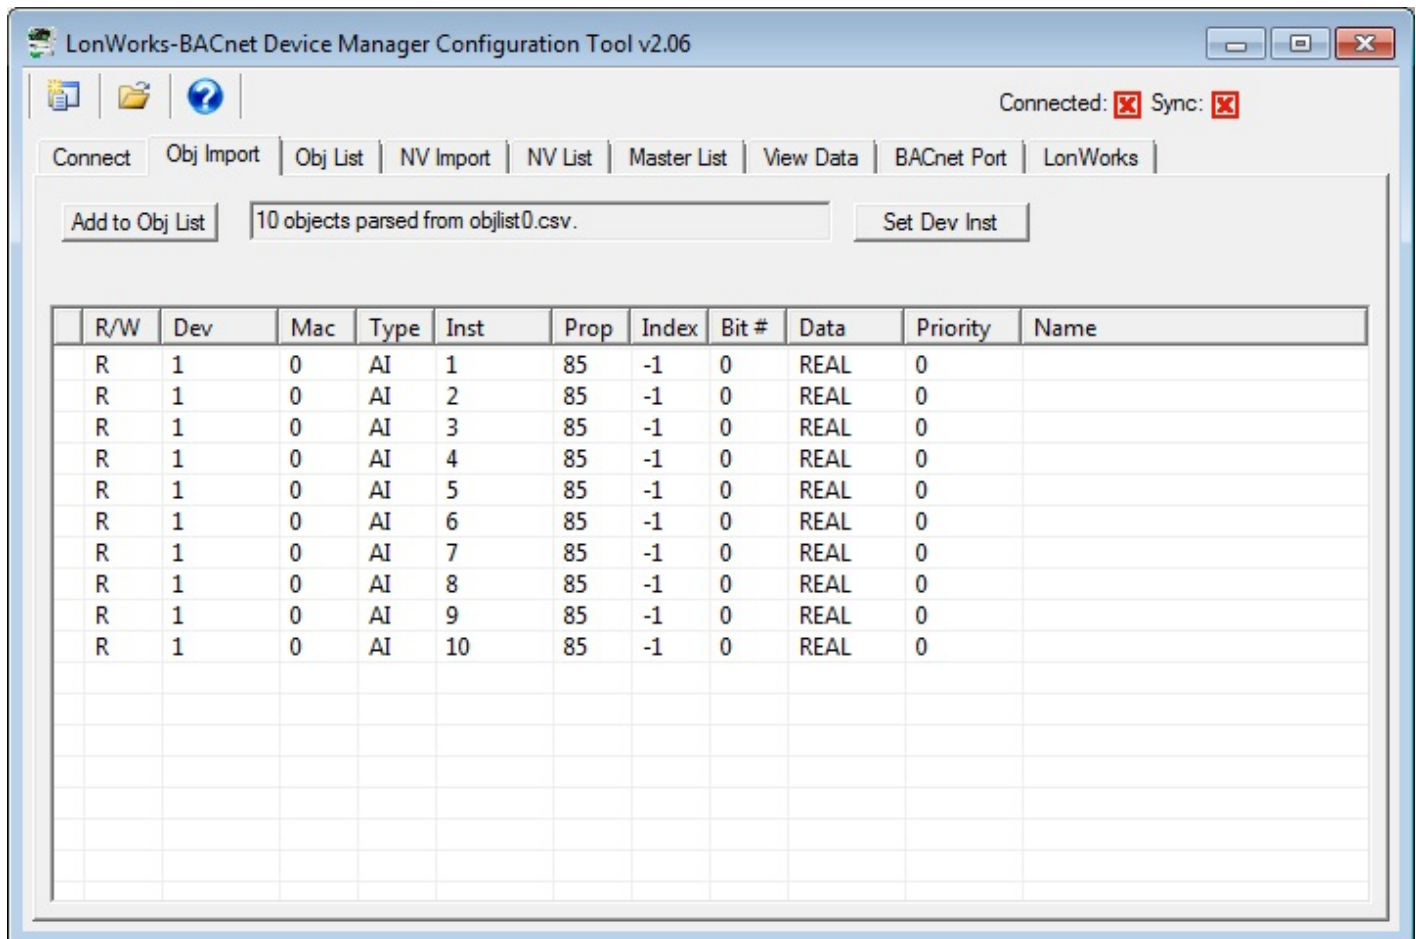 LonWorks-BACnet Device Manager Configuration Tool v2.06
Connected: Sync:
Connect Obj Import Obj List NV Import NV List Master List View Data BACnet Port LonWorks
Add to Obj List 10 objects parsed from objlist0.csv. Set Dev Inst
R/W Dev Mac Type Inst Prop Index Bit # Data Priority Name
R 1 0 AI 1 85 -1 0 REAL 0
R 1 0 AI 2 85 -1 0 REAL 0
R 1 0 AI 3 85 -1 0 REAL 0
R 1 0 AI 4 85 -1 0 REAL 0
R 1 0 AI 5 85 -1 0 REAL 0
R 1 0 AI 6 85 -1 0 REAL 0
R 1 0 AI 7 85 -1 0 REAL 0
R 1 0 AI 8 85 -1 0 REAL 0
R 1 0 AI 9 85 -1 0 REAL 0
R 1 0 AI 10 85 -1 0 REAL 0